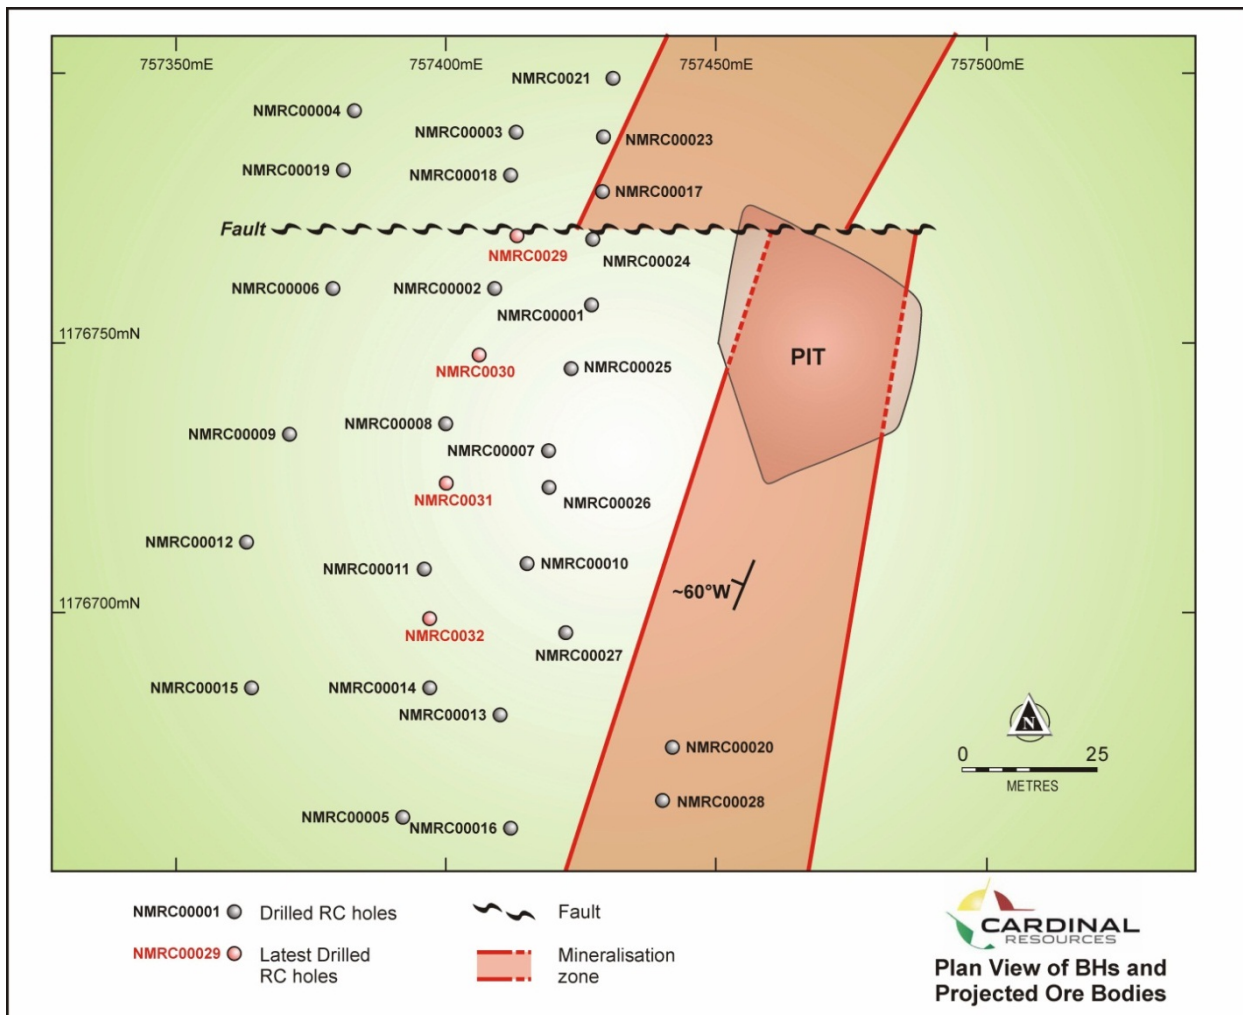 757350mE
757400mE
757450mE
757500mE
NMRC0021
NMRC00004
NMRC00003
NMRC00023
NMRC00019
NMRC00018
NMRC00017
Fault
NMRC0029
NMRC00024
NMRC00006
NMRC00002
NMRC00001
1176750mN
PIT
NMRC0030
NMRC00025
NMRC00008
NMRC00009
NMRC00007
NMRC0031
NMRC00026
NMRC00012
NMRC00011
NMRC00010
~60°W
1176700mN
NMRC0032
NMRC00027
NMRC00015
NMRC00014
NMRC00013
N
NMRC00020
0 25
METRES
NMRC00028
NMRC00005
NMRC00016
NMRC00001 Drilled RC holes
Fault
NMRC00029 Latest Drilled
RC holes
Mineralisation
zone
CARDINAL
RESOURCES
Plan View of BHs and
Projected Ore Bodies